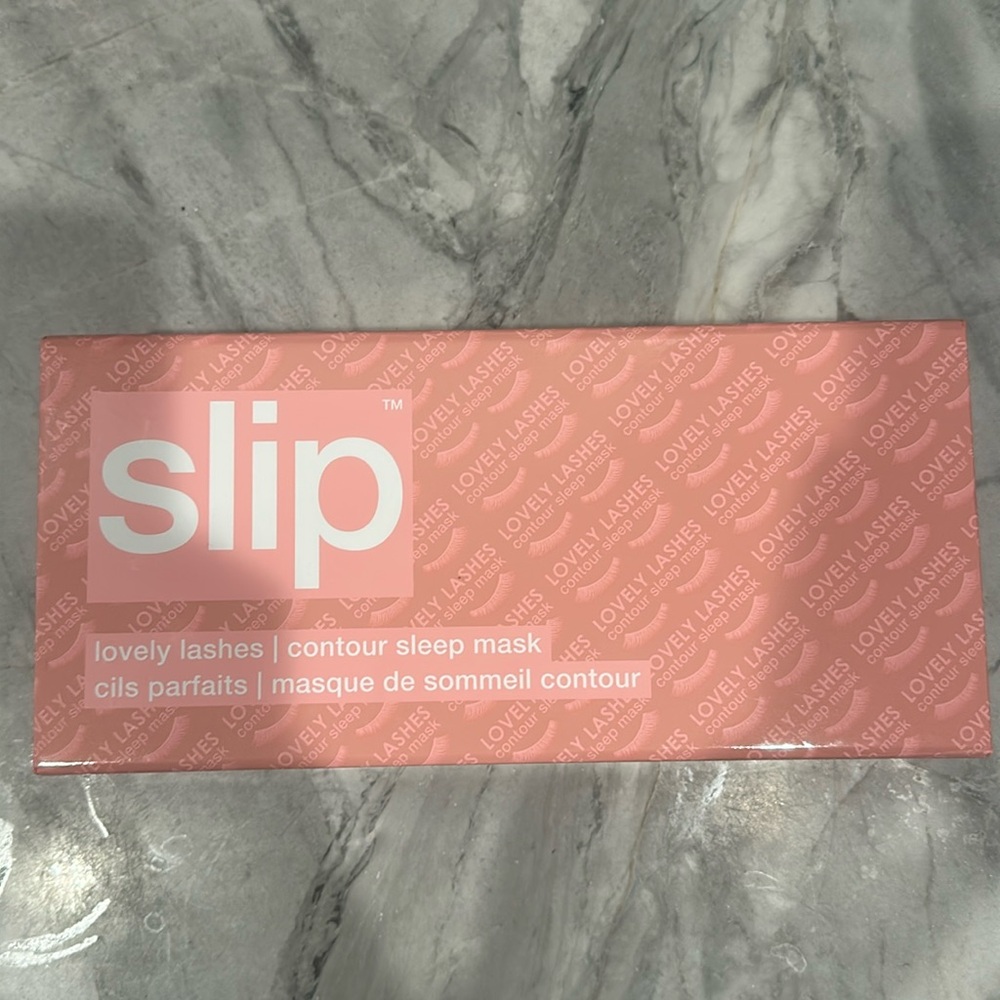 slip™
lovely lashes | contour sleep mask
cils parfaits | masque de sommeil contour
LOVELY LASHES
contour sleep mask